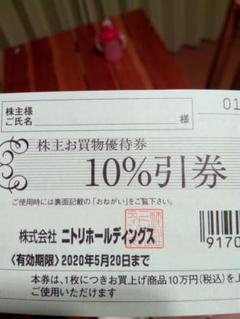 株主様
ご氏名 様
01
株主お買物優待券
10%引券
ご使用時には裏面記載の「おねがい」をご覧下さい。
株式会社 ニトリホールディングス
9170
〈有効期限〉2020年5月20日まで
本券は、1枚につきお買上げ商品10万円(税込)を上
ご使用いただけます